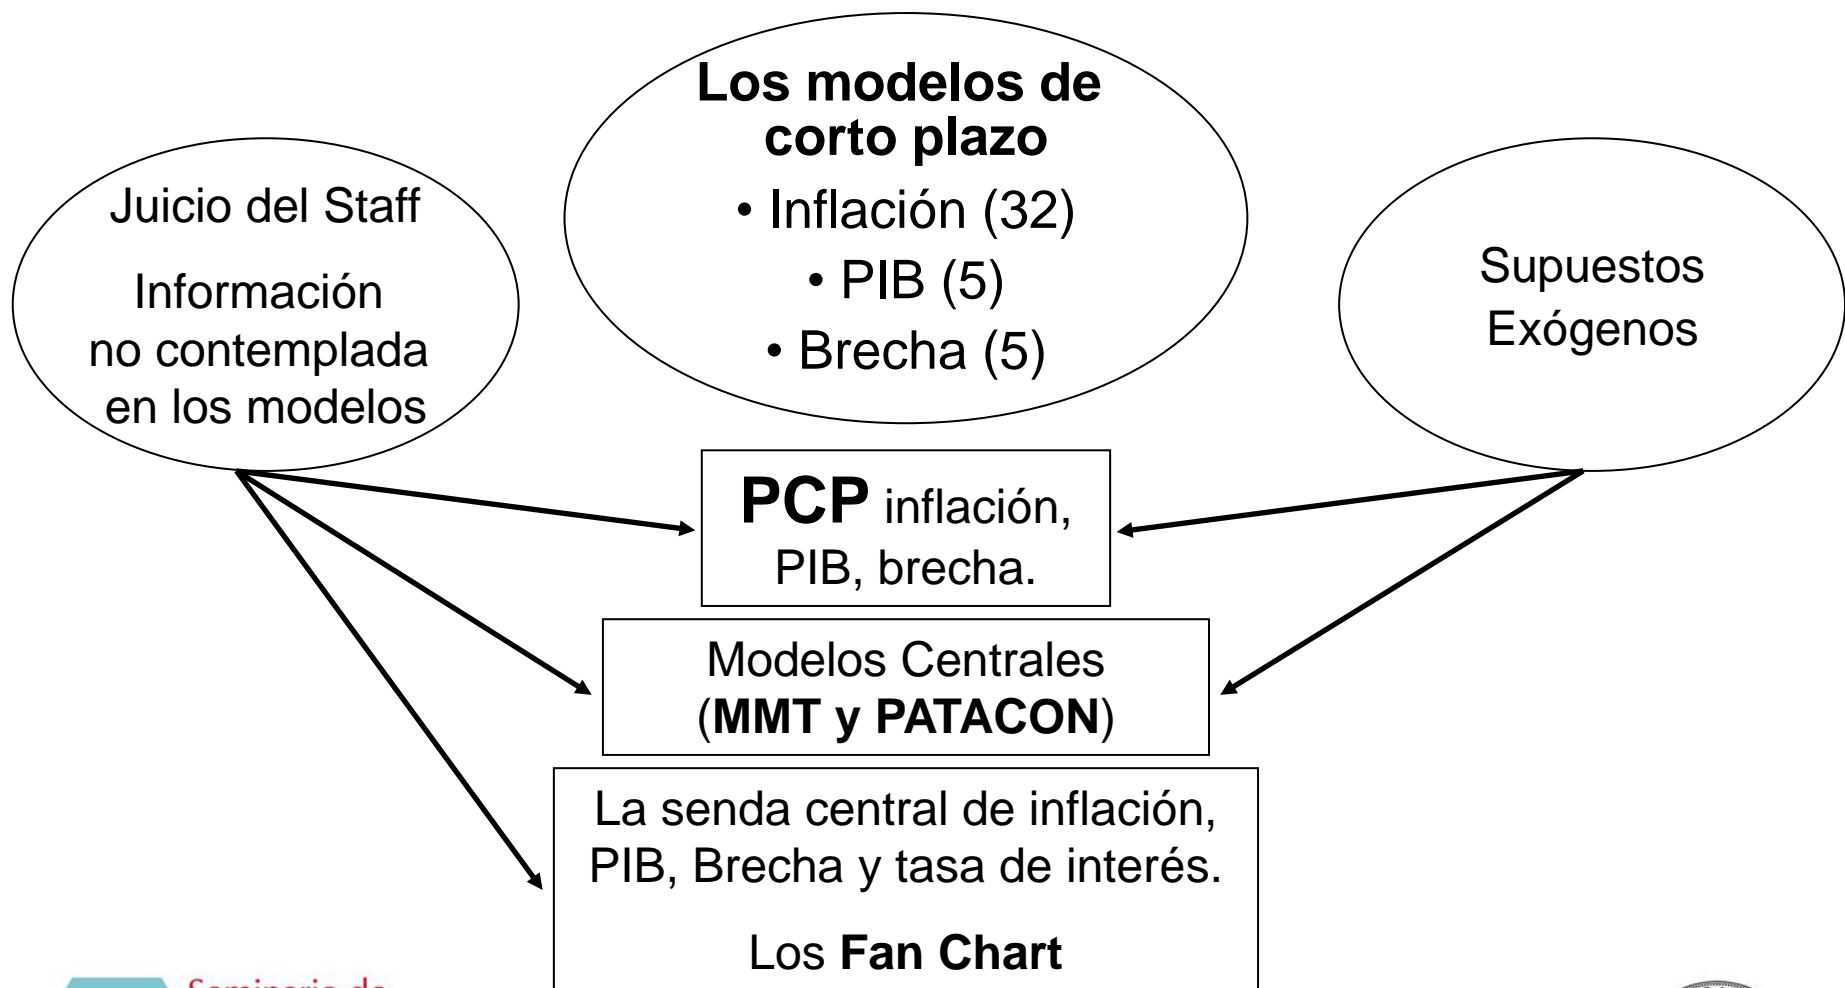 Los modelos de
corto plazo
• Inflación (32)
• PIB (5)
• Brecha (5)
Juicio del Staff
Información
no contemplada
en los modelos
Supuestos
Exógenos
PCP inflación,
PIB, brecha.
Modelos Centrales
(MMT y PATACON)
La senda central de inflación,
PIB, Brecha y tasa de interés.
Los Fan Chart
Seminario de